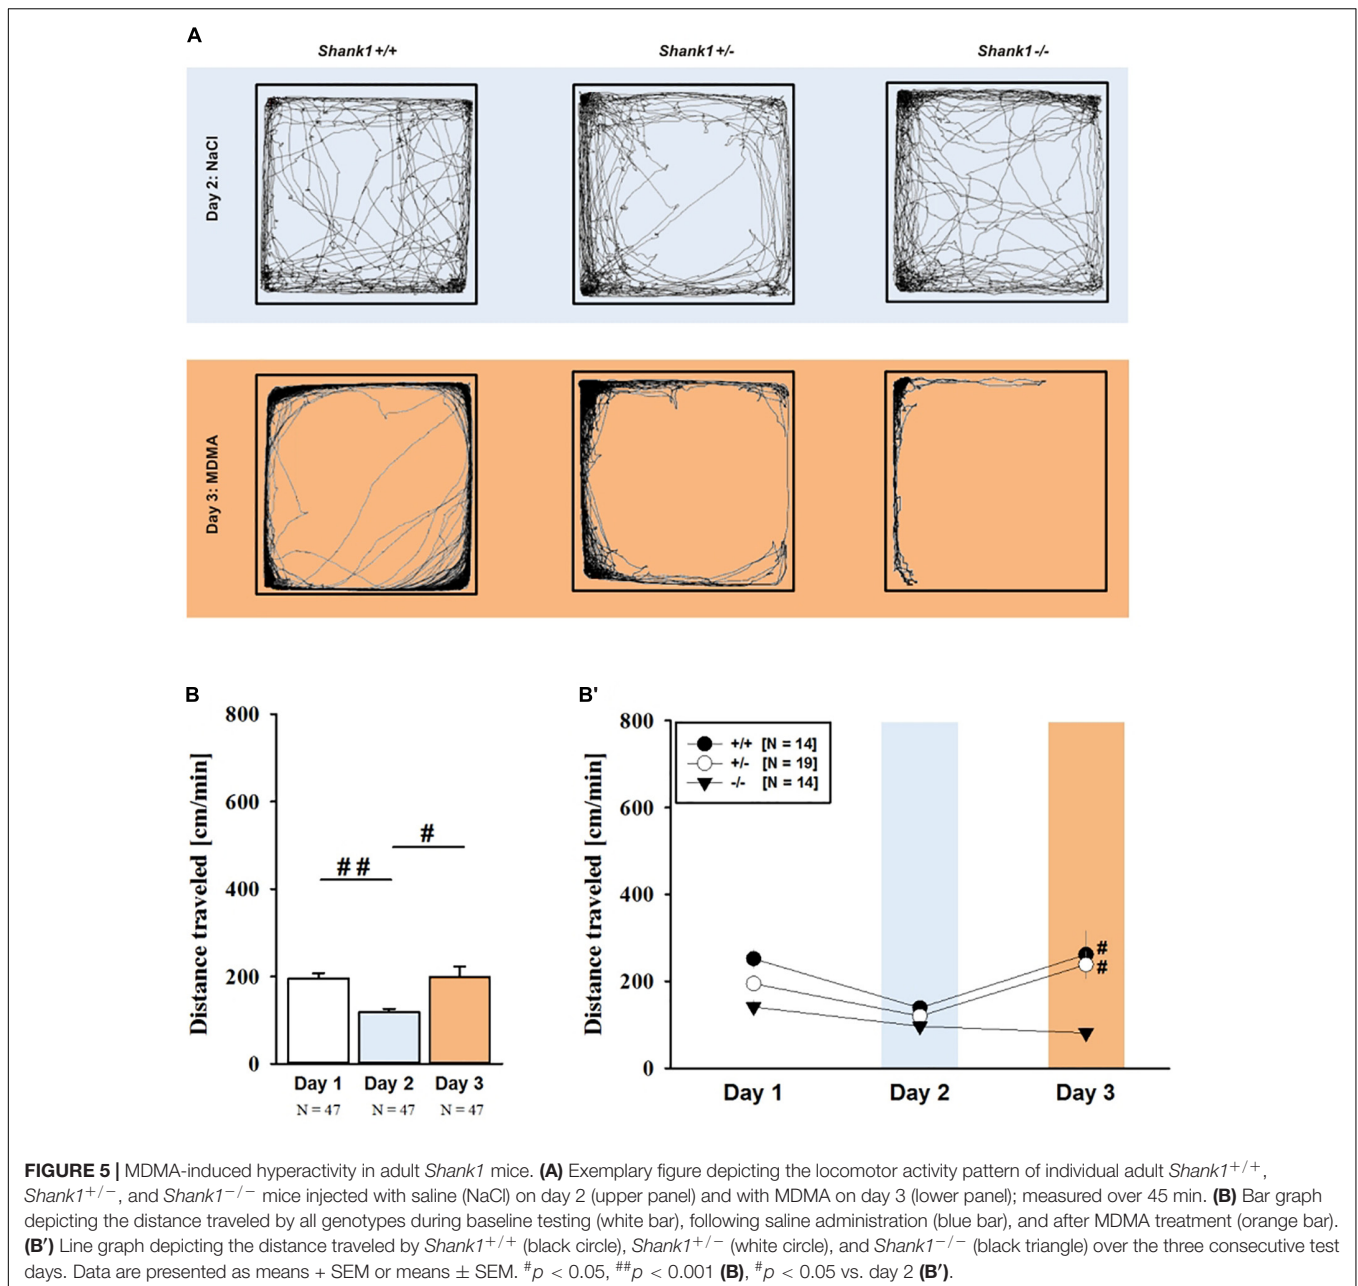 A
Shank1+/+ Shank1+/- Shank1-/-
Day 2: NaCl
Day 3: MDMA
B
Distance traveled [cm/min]
800
600
400
200
0
##
#
Day 1 Day 2 Day 3
N = 47 N = 47 N = 47
B'
Distance traveled [cm/min]
800
600
400
200
0
+/+ [N = 14]
+/- [N = 19]
-/- [N = 14]
#
#
Day 1 Day 2 Day 3
FIGURE 5 | MDMA-induced hyperactivity in adult Shank1 mice. (A) Exemplary figure depicting the locomotor activity pattern of individual adult Shank1+/+,
Shank1+/−, and Shank1−/− mice injected with saline (NaCl) on day 2 (upper panel) and with MDMA on day 3 (lower panel); measured over 45 min. (B) Bar graph
depicting the distance traveled by all genotypes during baseline testing (white bar), following saline administration (blue bar), and after MDMA treatment (orange bar).
(B′) Line graph depicting the distance traveled by Shank1+/+ (black circle), Shank1+/− (white circle), and Shank1−/− (black triangle) over the three consecutive test
days. Data are presented as means + SEM or means ± SEM. #p < 0.05, ##p < 0.001 (B), #p < 0.05 vs. day 2 (B′).